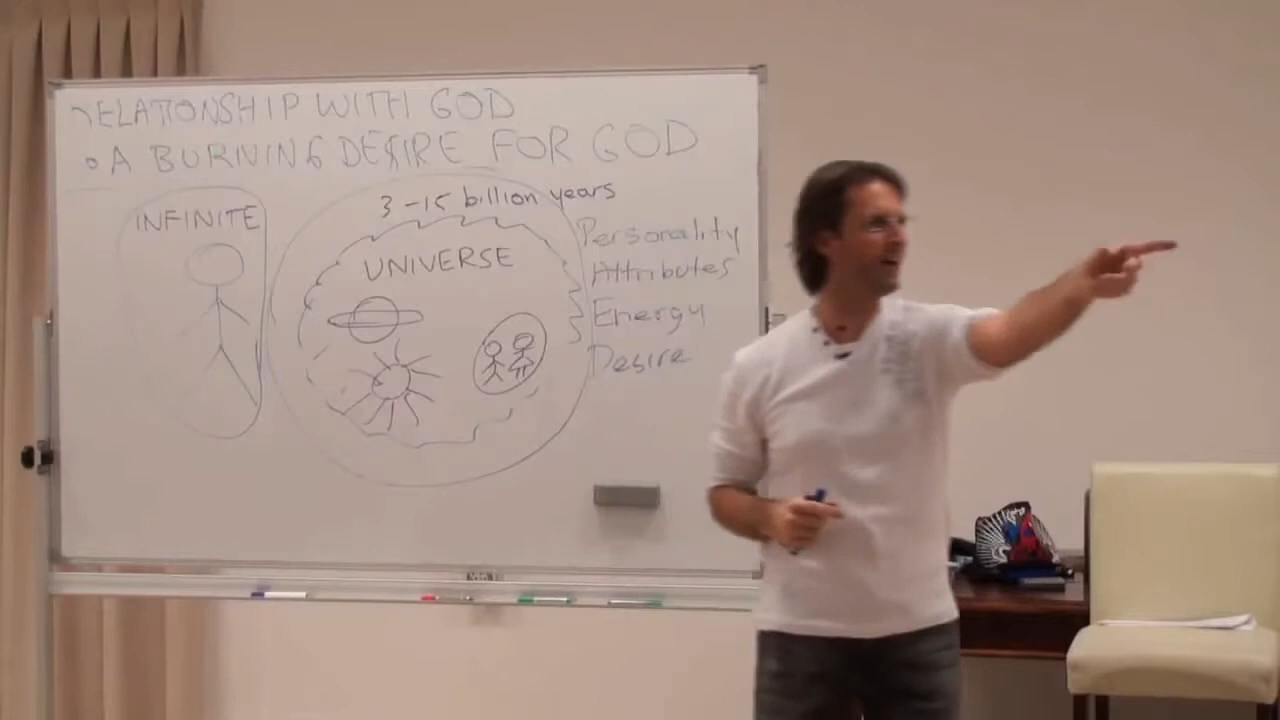 RELATIONSHIP WITH GOD
• A BURNING DESIRE FOR GOD
INFINITE
3-15 billion years
UNIVERSE
Personality
Attributes
Energy
Desire